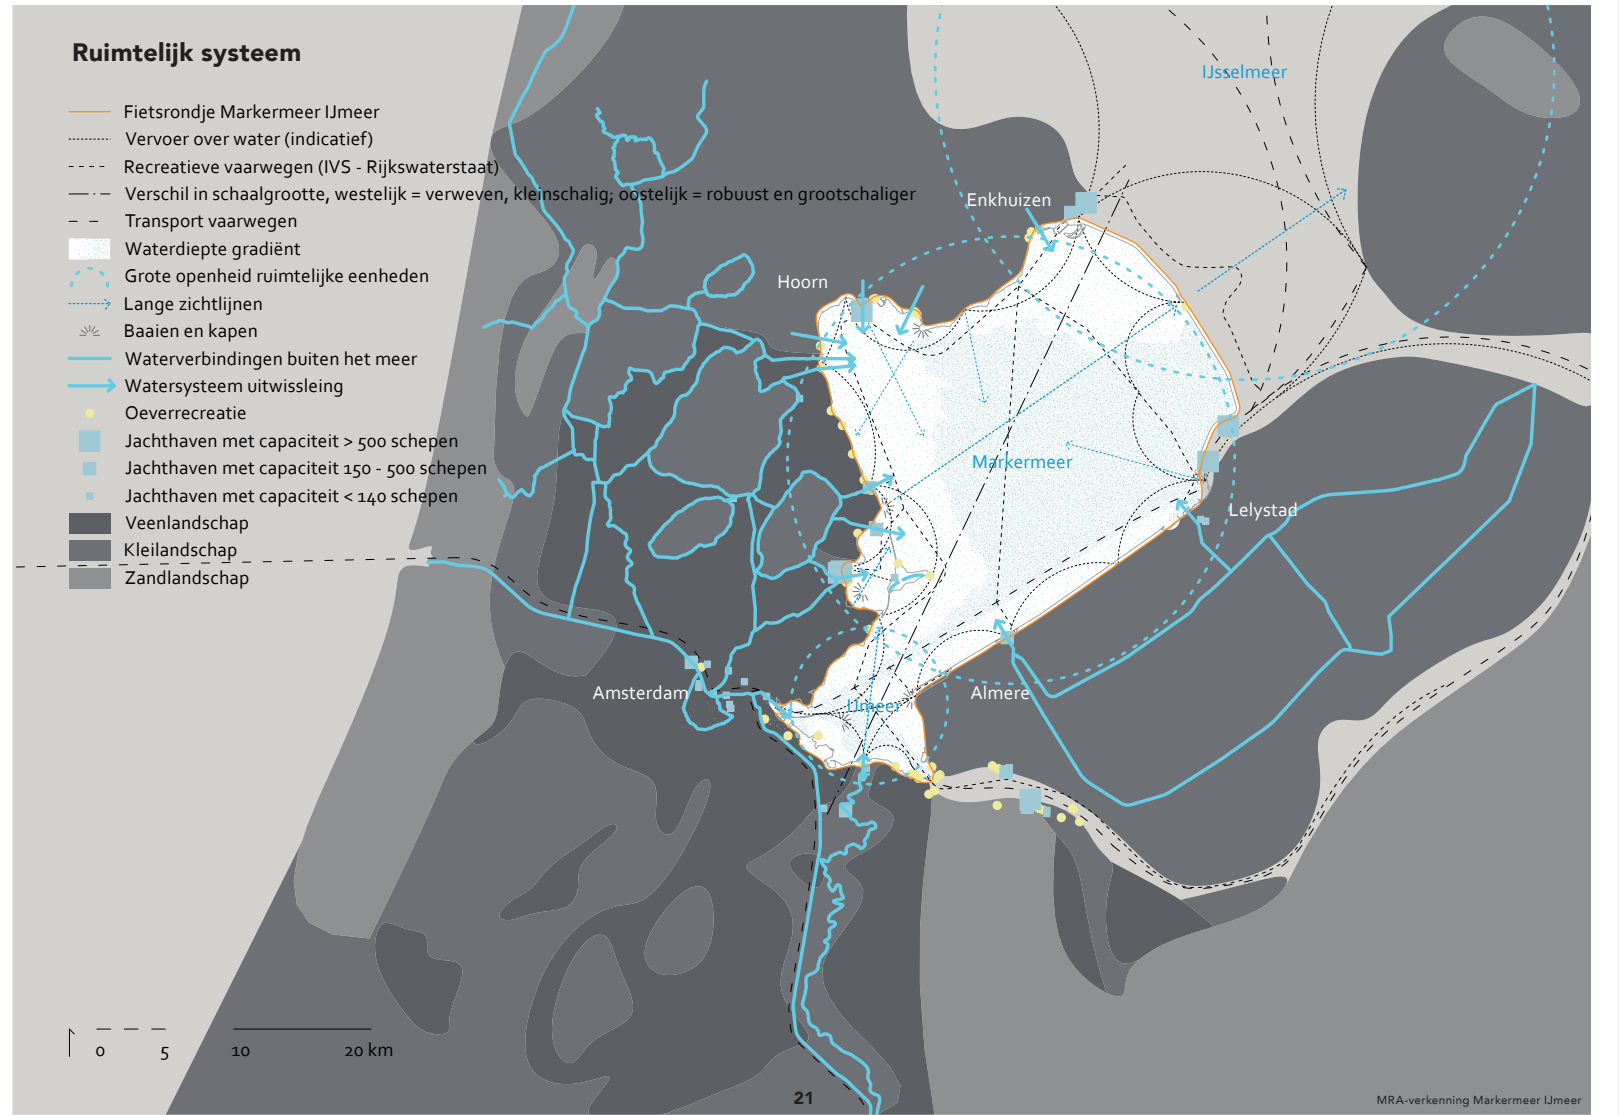 Ruimtelijk systeem
Fietsrondje Markermeer IJmeer
Vervoer over water (indicatief)
Recreatieve vaarwegen (IVS - Rijkswaterstaat)
Verschil in schaalgrootte, westelijk = verweven, kleinschalig; oostelijk = robuust en grootschaliger
Transport vaarwegen
Waterdiepte gradiënt
Grote openheid ruimtelijke eenheden
Lange zichtlijnen
Baaien en kapen
Waterverbindingen buiten het meer
Watersysteem uitwissleing
Oeverrecreatie
Jachthaven met capaciteit > 500 schepen
Jachthaven met capaciteit 150 - 500 schepen
Jachthaven met capaciteit < 140 schepen
Veenlandschap
Kleilandschap
Zandlandschap
IJsselmeer
Enkhuizen
Hoorn
Markermeer
Lelystad
Amsterdam
IJmeer
Almere
0 5 10 20 km
21
MRA-verkenning Markermeer IJmeer